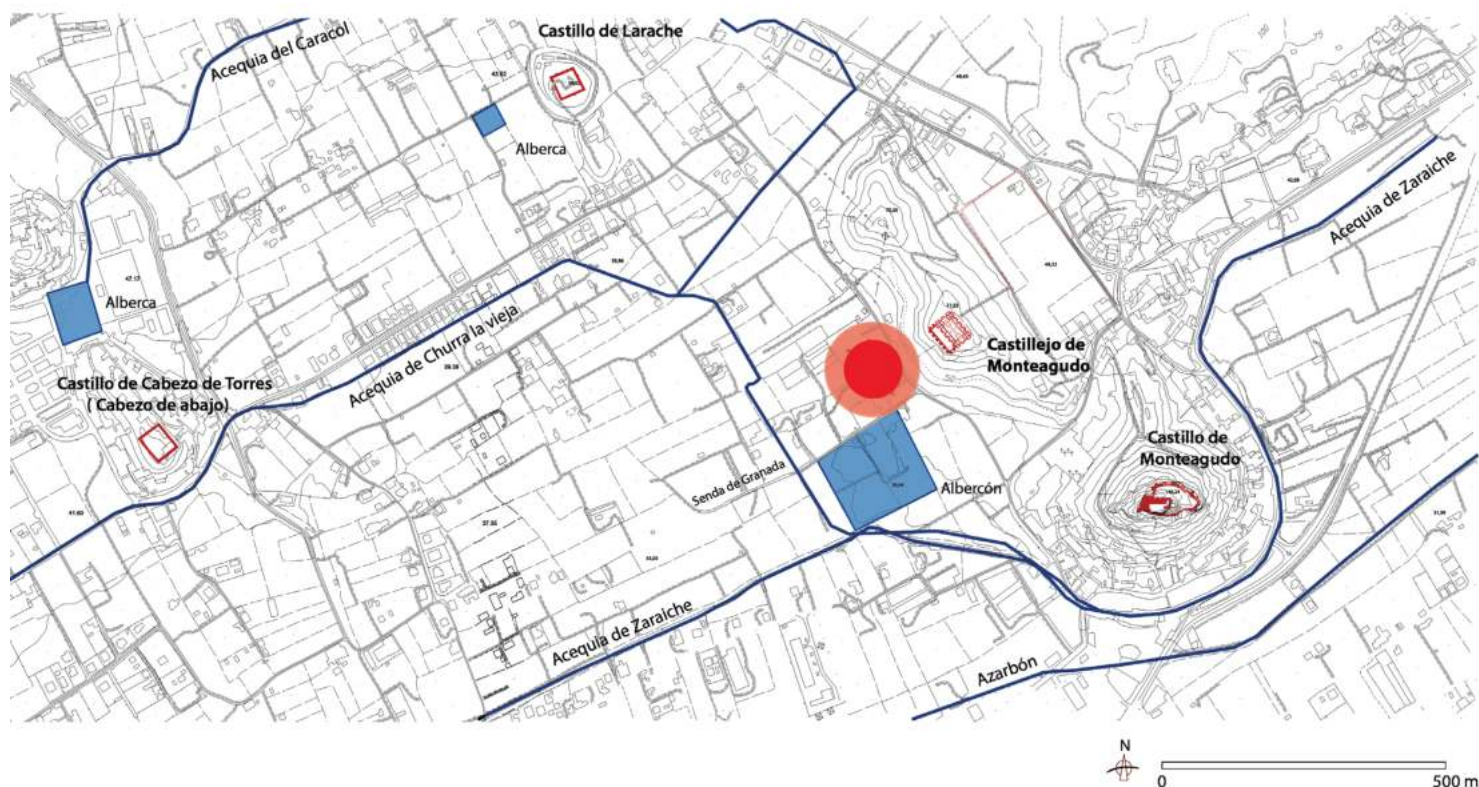 Castillo de Larache
Acequia del Caracol
Alberca
Acequia de Zaraiche
Alberca
47.17
Castillo de Cabezo de Torres
( Cabezo de abajo)
Acequia de Churra la vieja
Castillejo de
Monteagudo
Castillo de
Monteagudo
Senda de Granada
Albercón
Acequia de Zaraiche
Azarbón
N
0
500 m